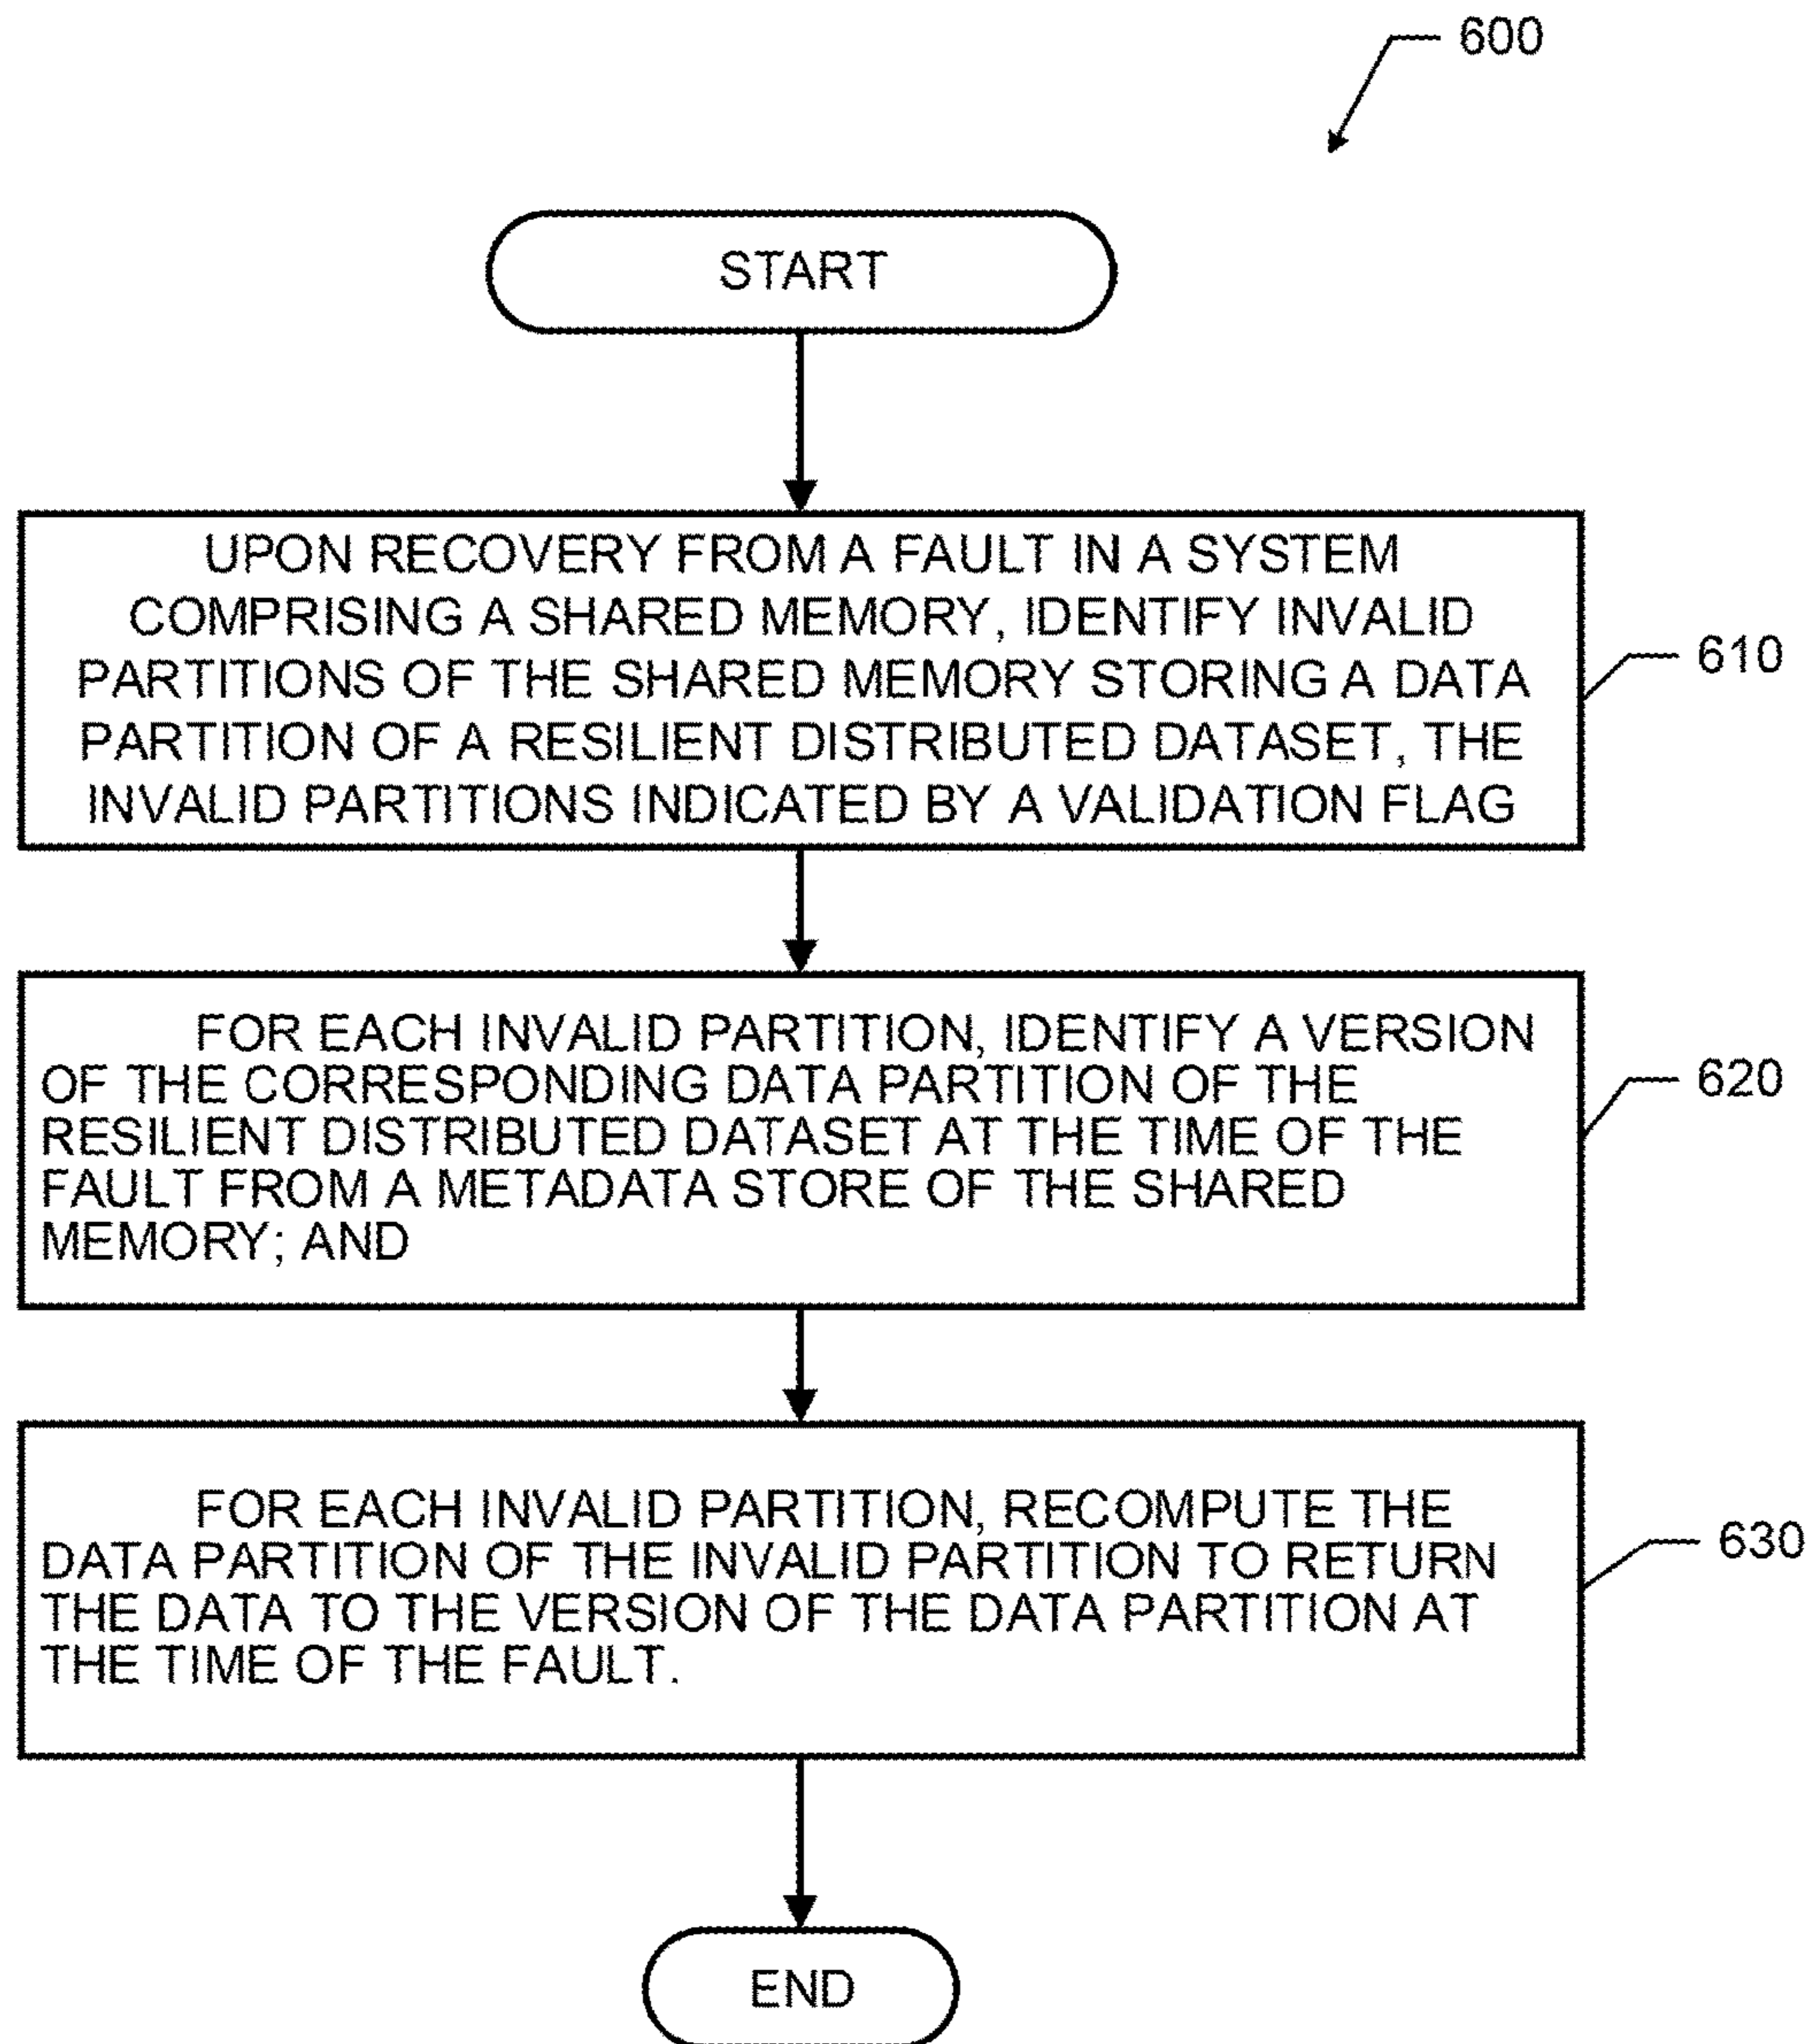 600
START
UPON RECOVERY FROM A FAULT IN A SYSTEM
COMPRISING A SHARED MEMORY, IDENTIFY INVALID
PARTITIONS OF THE SHARED MEMORY STORING A DATA
PARTITION OF A RESILIENT DISTRIBUTED DATASET, THE
INVALID PARTITIONS INDICATED BY A VALIDATION FLAG
610
FOR EACH INVALID PARTITION, IDENTIFY A VERSION
OF THE CORRESPONDING DATA PARTITION OF THE
RESILIENT DISTRIBUTED DATASET AT THE TIME OF THE
FAULT FROM A METADATA STORE OF THE SHARED
MEMORY; AND
620
FOR EACH INVALID PARTITION, RECOMPUTE THE
DATA PARTITION OF THE INVALID PARTITION TO RETURN
THE DATA TO THE VERSION OF THE DATA PARTITION AT
THE TIME OF THE FAULT.
630
END